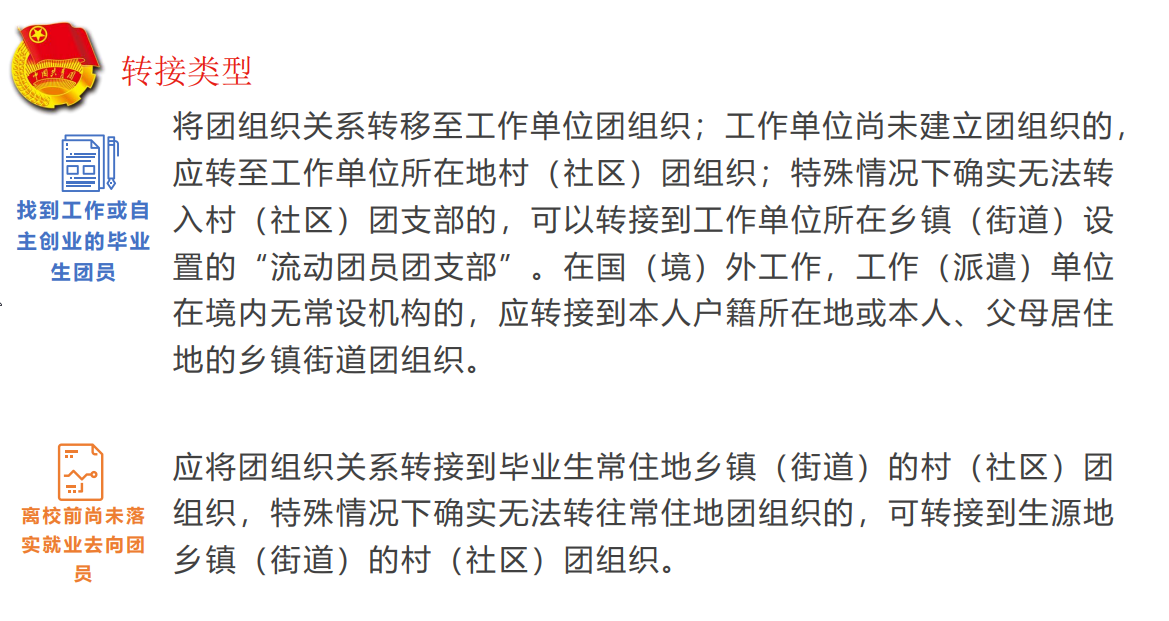 中国共青团
转接类型
将团组织关系转移至工作单位团组织；工作单位尚未建立团组织的，
应转至工作单位所在地村（社区）团组织；特殊情况下确实无法转
入村（社区）团支部的，可以转接到工作单位所在乡镇（街道）设
置的“流动团员团支部”。在国（境）外工作，工作（派遣）单位
在境内无常设机构的，应转接到本人户籍所在地或本人、父母居住
地的乡镇街道团组织。
找到工作或自
主创业的毕业
生团员
应将团组织关系转接到毕业生常住地乡镇（街道）的村（社区）团
组织，特殊情况下确实无法转往常住地团组织的，可转接到生源地
乡镇（街道）的村（社区）团组织。
离校前尚未落
实就业去向团
员